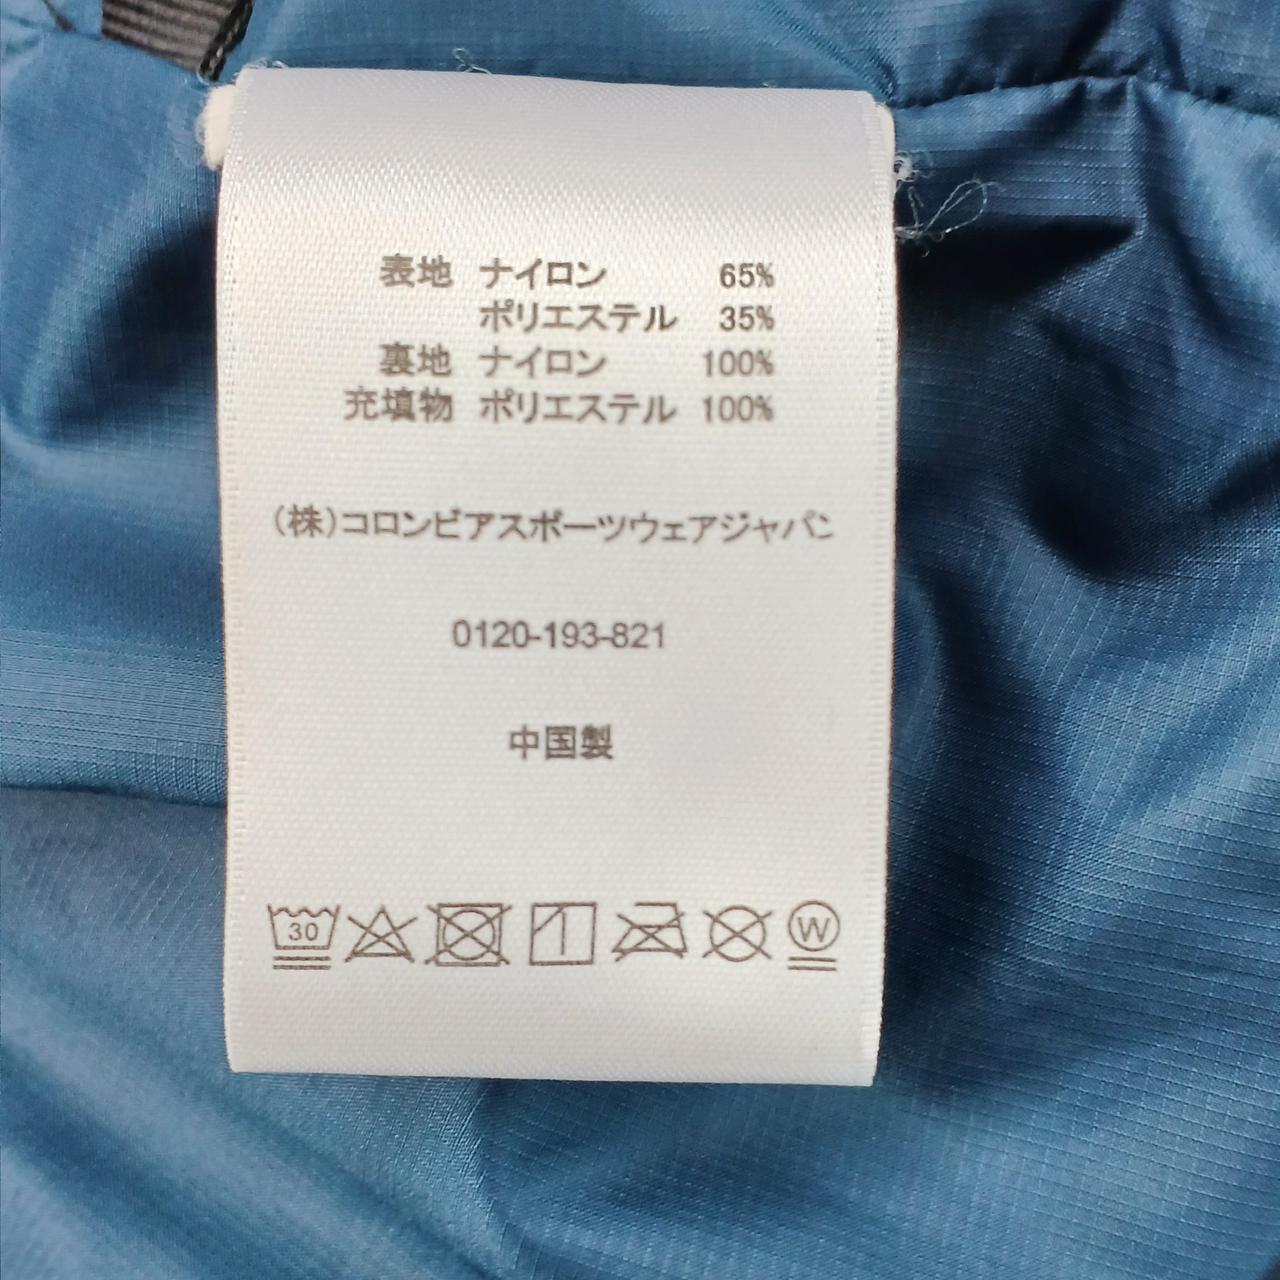 表地 ナイロン 65%
ポリエステル 35%
裏地 ナイロン 100%
充填物 ポリエステル 100%
(株)コロンビアスポーツウェアジャパン
0120-193-821
中国製
30 W